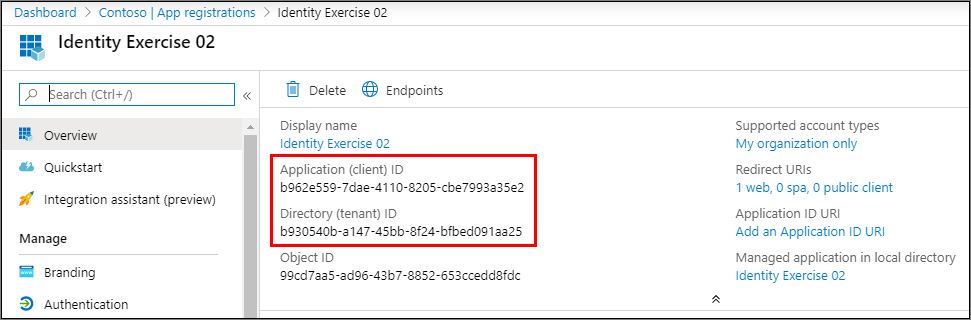 Dashboard > Contoso | App registrations > Identity Exercise 02
Identity Exercise 02
Search (Ctrl+/)
«
Overview
Quickstart
Integration assistant (preview)
Manage
Branding
Authentication
Delete
Endpoints
Display name
Identity Exercise 02
Application (client) ID
b962e559-7dae-4110-8205-cbe7993a35e2
Directory (tenant) ID
b930540b-a147-45bb-8f24-bfbed091aa25
Object ID
99cd7aa5-ad96-43b7-8852-653ccedd8fdc
Supported account types
My organization only
Redirect URIs
1 web, 0 spa, 0 public client
Application ID URI
Add an Application ID URI
Managed application in local directory
Identity Exercise 02